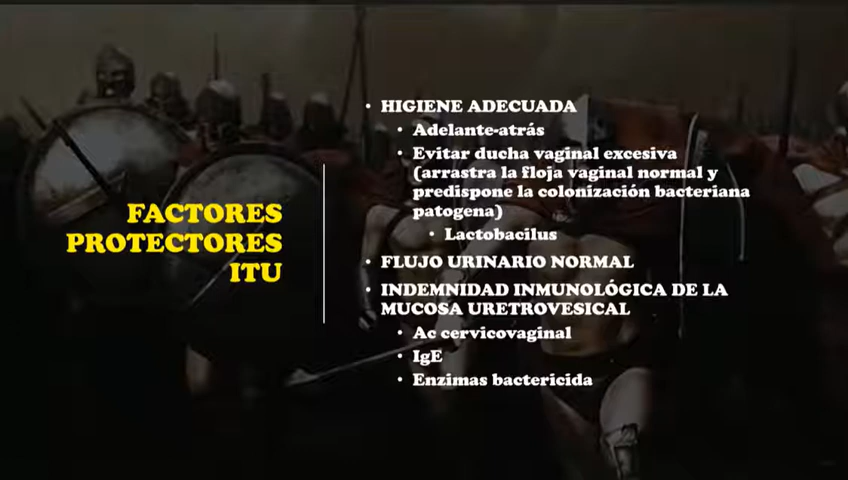 FACTORES
PROTECTORES
ITU
• HIGIENE ADECUADA
• Adelante-atrás
• Evitar ducha vaginal excesiva
(arrastra la floja vaginal normal y
predispone la colonización bacteriana
patogena)
• Lactobacilus
• FLUJO URINARIO NORMAL
• INDEMNIDAD INMUNOLÓGICA DE LA
MUCOSA URETROVESICAL
• Ac cervicovaginal
• IgE
• Enzimas bactericida